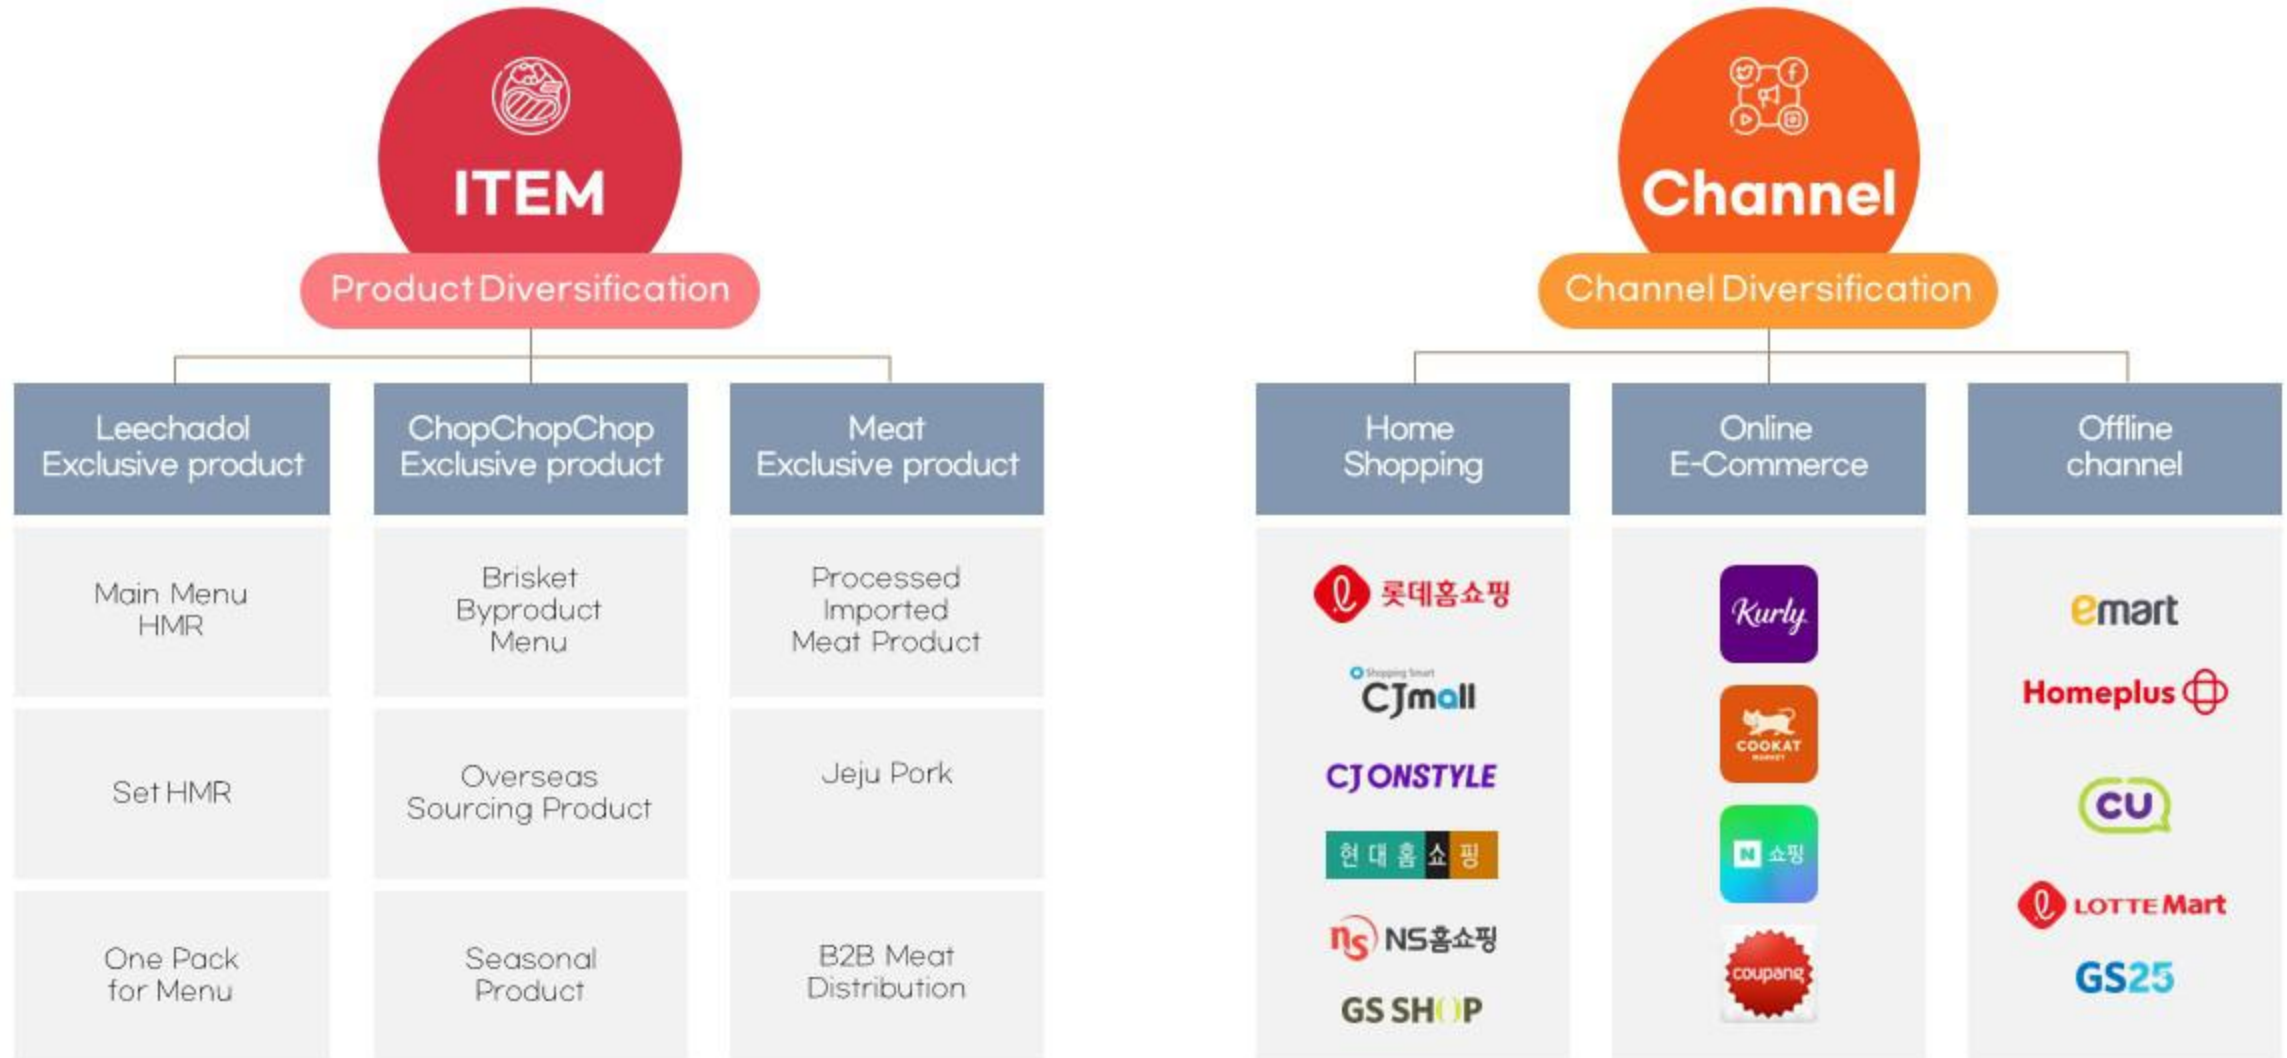 ITEM
Product Diversification
Leechadol
Exclusive product
Main Menu
HMR
Set HMR
One Pack
for Menu
ChopChopChop
Exclusive product
Brisket
Byproduct
Menu
Overseas
Sourcing Product
Seasonal
Product
Meat
Exclusive product
Processed
Imported
Meat Product
Jeju Pork
B2B Meat
Distribution
Channel
Channel Diversification
Home
Shopping
롯데홈쇼핑
Shopping Smart
CJmall
CJ ONSTYLE
현대홈쇼핑
ns NS홈쇼핑
GS SHOP
Online
E-Commerce
Kurly
COOKAT
MARKET
N 쇼핑
coupang
Offline
channel
emart
Homeplus
CU
LOTTE Mart
GS25